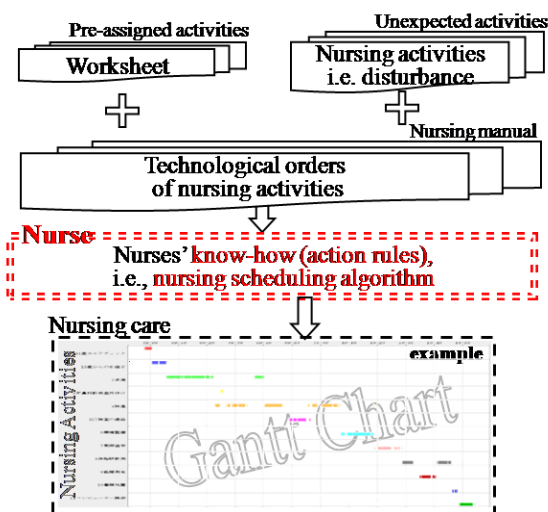 Pre-assigned activities
Unexpected activities
Worksheet
Nursing activities
i.e. disturbance
Nursing manual
Technological orders
of nursing activities
Nurse
Nurses’ know-how (action rules),
i.e., nursing scheduling algorithm
Nursing care
example
Nursing Activities
Gantt Chart